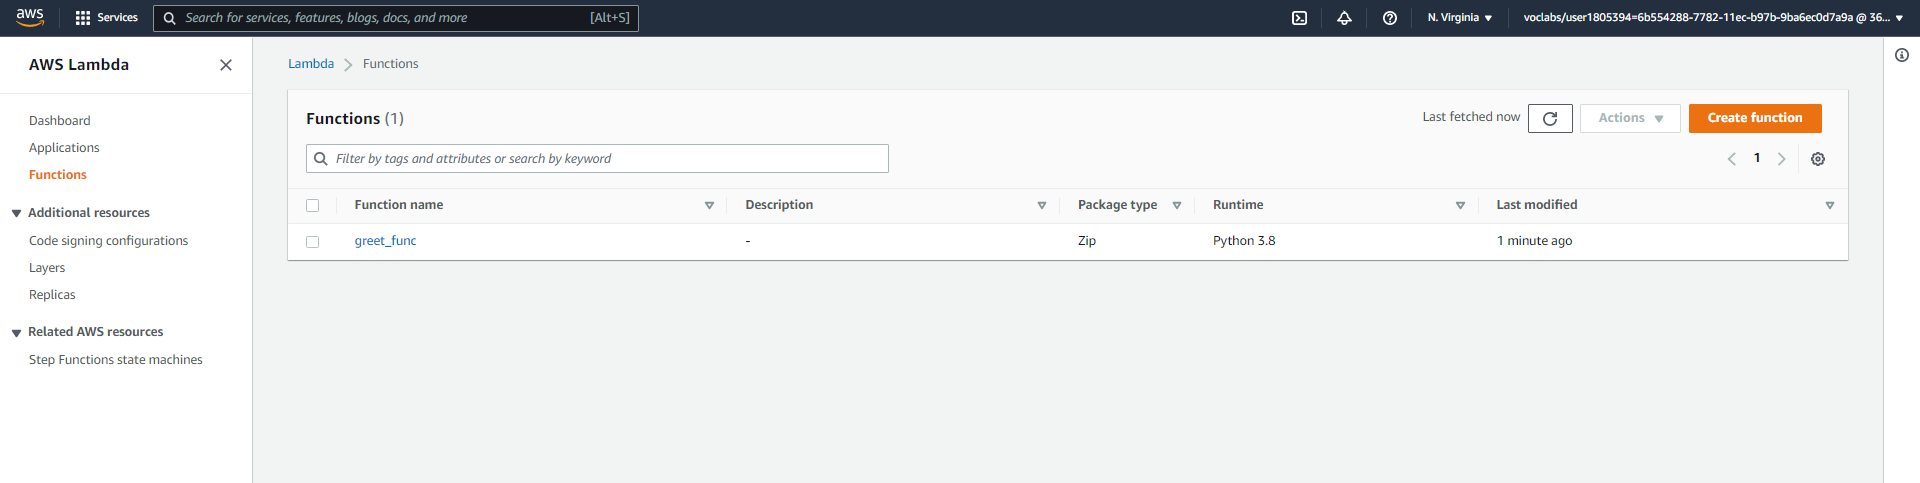 aws Services Search for services, features, blogs, docs, and more [Alt+S] N. Virginia voclabs/user1805394=6b554288-7782-11ec-b97b-9ba6ec0d7a9a @ 36...
AWS Lambda
Dashboard
Applications
Functions
Additional resources
Code signing configurations
Layers
Replicas
Related AWS resources
Step Functions state machines
Lambda Functions
Functions (1) Last fetched now Actions Create function
Filter by tags and attributes or search by keyword 1
Function name Description Package type Runtime Last modified
greet_func - Zip Python 3.8 1 minute ago